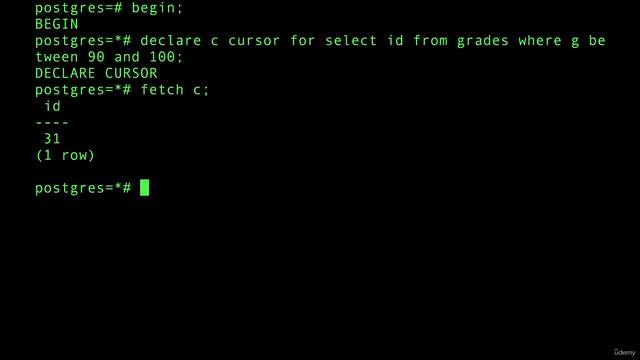 postgres=# begin;
BEGIN
postgres=*# declare c cursor for select id from grades where g be
tween 90 and 100;
DECLARE CURSOR
postgres=*# fetch c;
id
----
31
(1 row)
postgres=*#
ûdemy